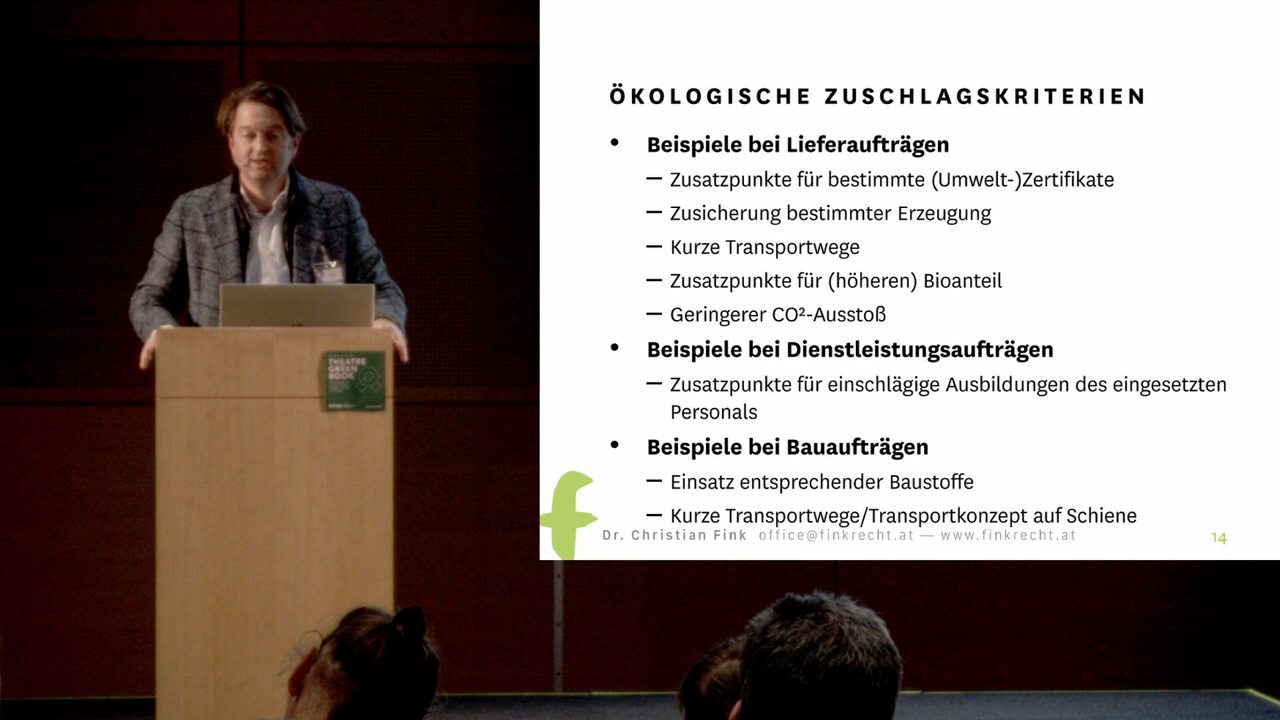 ÖKOLOGISCHE ZUSCHLAGSKRITERIEN
• Beispiele bei Lieferaufträgen
— Zusatzpunkte für bestimmte (Umwelt-)Zertifikate
— Zusicherung bestimmter Erzeugung
— Kurze Transportwege
— Zusatzpunkte für (höheren) Bioanteil
— Geringerer CO²-Ausstoß
• Beispiele bei Dienstleistungsaufträgen
— Zusatzpunkte für einschlägige Ausbildungen des eingesetzten
Personals
• Beispiele bei Bauaufträgen
— Einsatz entsprechender Baustoffe
— Kurze Transportwege/Transportkonzept auf Schiene
f
Dr. Christian Fink office@finkrecht.at — www.finkrecht.at
14
THEATRE
GREEN
BOOK